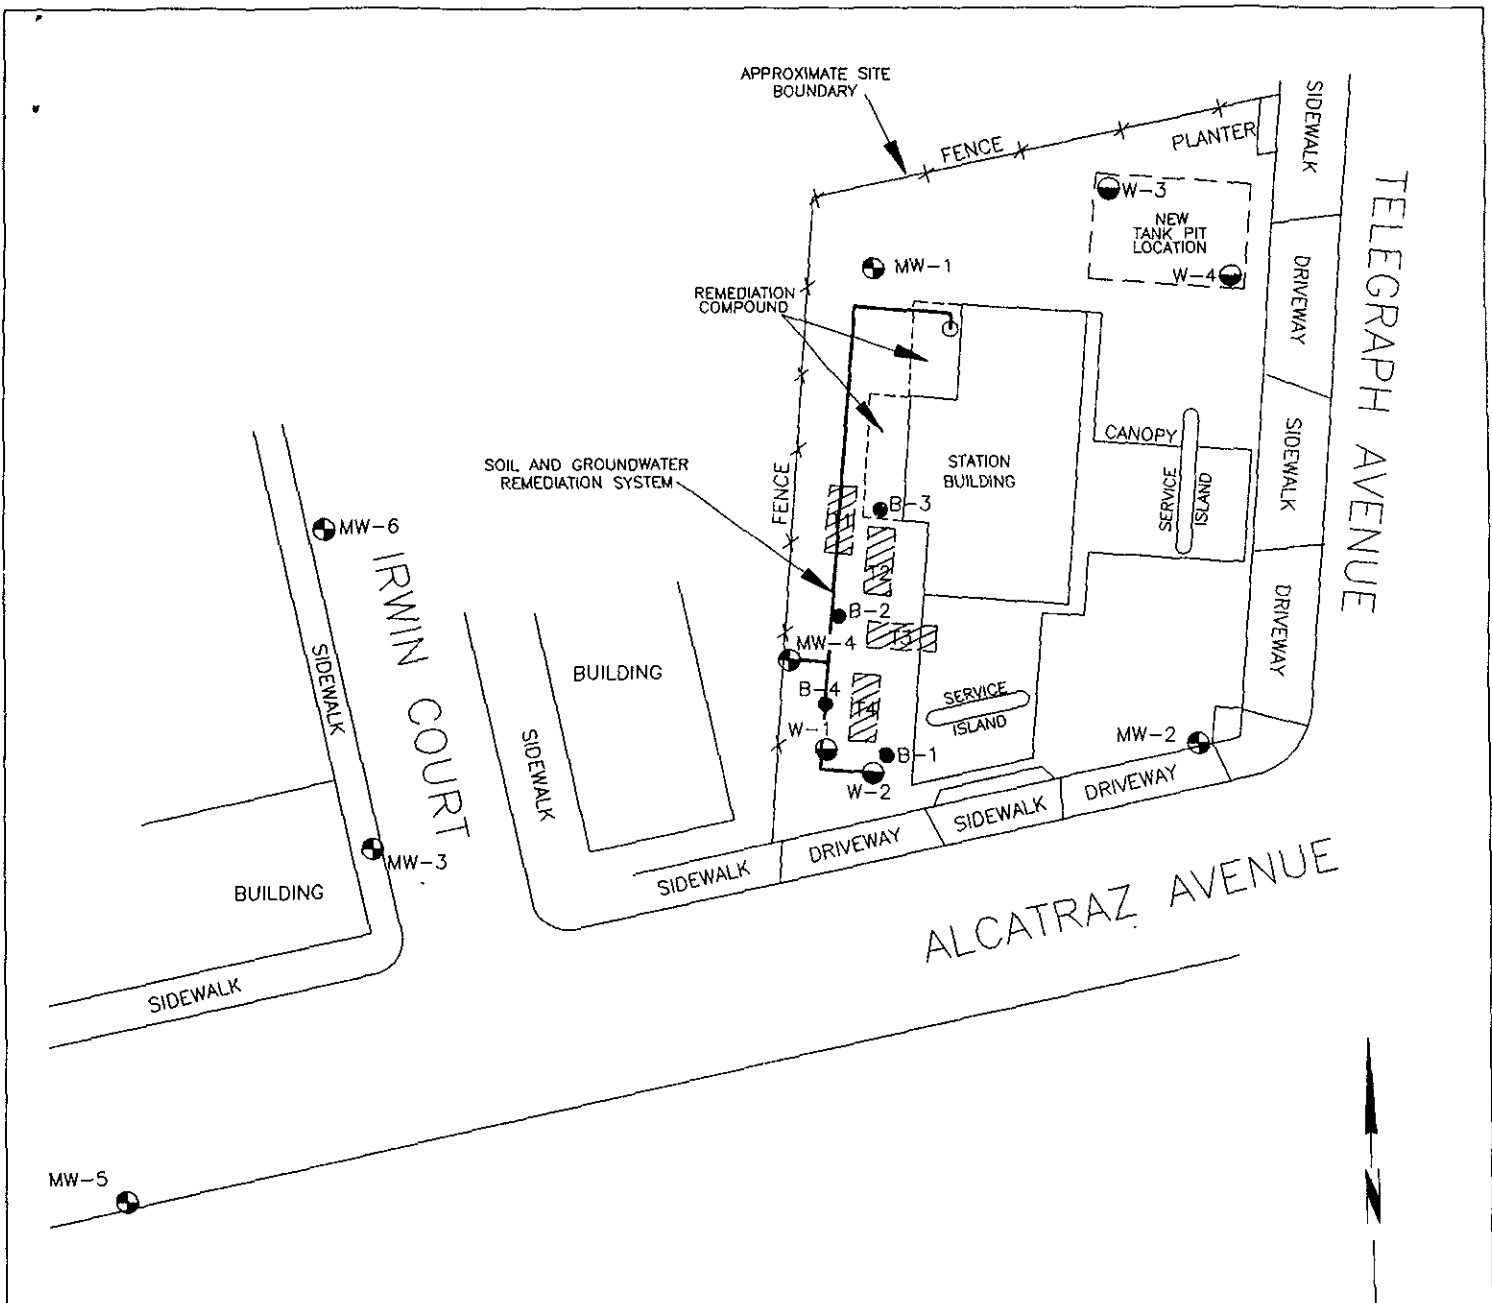 APPROXIMATE SITE
BOUNDARY
FENCE
PLANTER
SIDEWALK
TELEGRAPH AVENUE
W-3
NEW
TANK PIT
LOCATION
W-4
DRIVEWAY
MW-1
REMEDIATION
COMPOUND
CANOPY
SIDEWALK
SERVICE
ISLAND
STATION
BUILDING
SOIL AND GROUNDWATER
REMEDIATION SYSTEM
FENCE
B-3
T2
B-2
T3
MW-4
B-4
T4
W-1
B-1
W-2
SERVICE
ISLAND
DRIVEWAY
MW-2
MW-6
IRWIN COURT
SIDEWALK
BUILDING
SIDEWALK
MW-3
BUILDING
SIDEWALK
SIDEWALK
DRIVEWAY
SIDEWALK
DRIVEWAY
ALCATRAZ AVENUE
MW-5
N